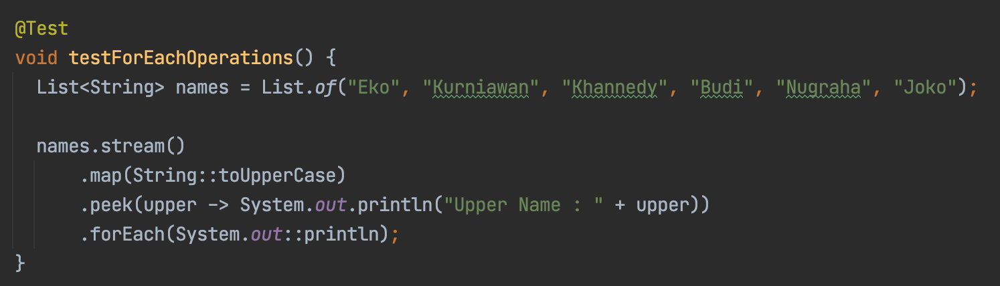 @Test
void testForEachOperations() {
  List<String> names = List.of("Eko", "Kurniawan", "Khannedy", "Budi", "Nugraha", "Joko");

  names.stream()
      .map(String::toUpperCase)
      .peek(upper -> System.out.println("Upper Name : " + upper))
      .forEach(System.out::println);
}